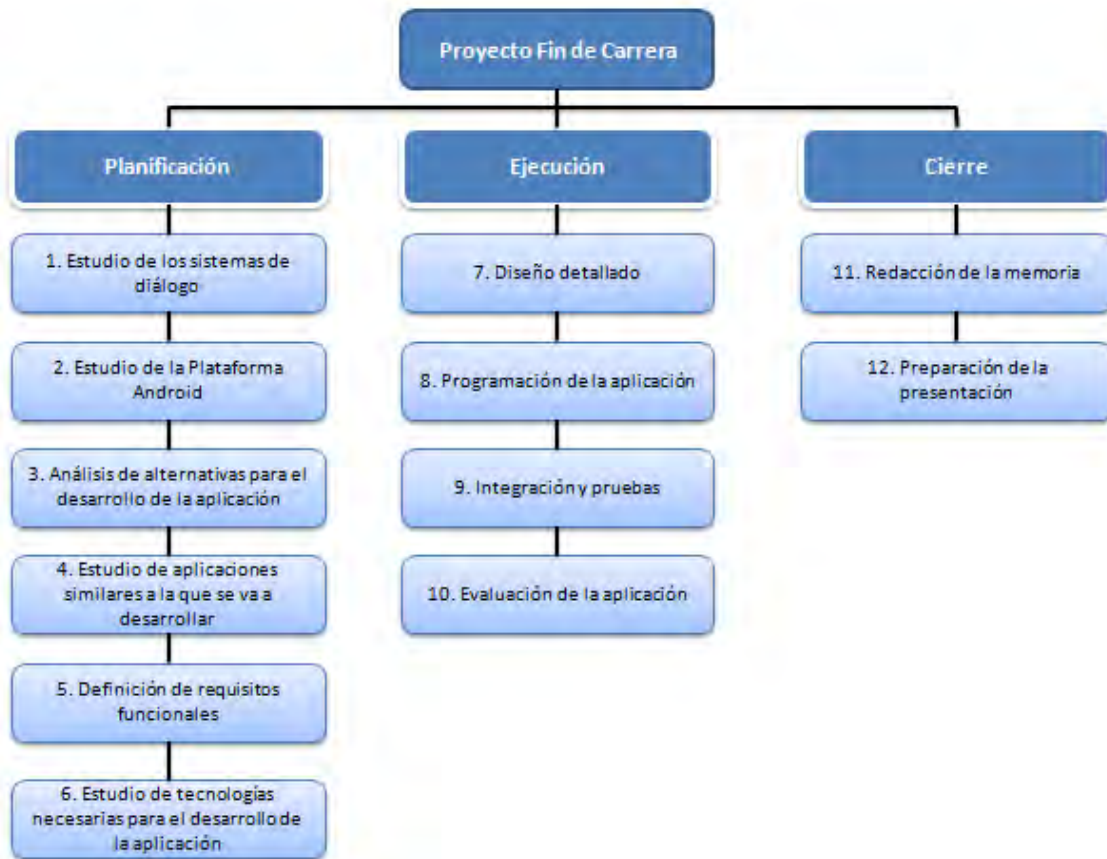 Proyecto Fin de Carrera
Planificación
Ejecución
Cierre
1. Estudio de los sistemas de
diálogo
2. Estudio de la Plataforma
Android
3. Análisis de alternativas para el
desarrollo de la aplicación
4. Estudio de aplicaciones
similares a la que se va a
desarrollar
5. Definición de requisitos
funcionales
6. Estudio de tecnologías
necesarias para el desarrollo de
la aplicación
7. Diseño detallado
8. Programación de la aplicación
9. Integración y pruebas
10. Evaluación de la aplicación
11. Redacción de la memoria
12. Preparación de la
presentación